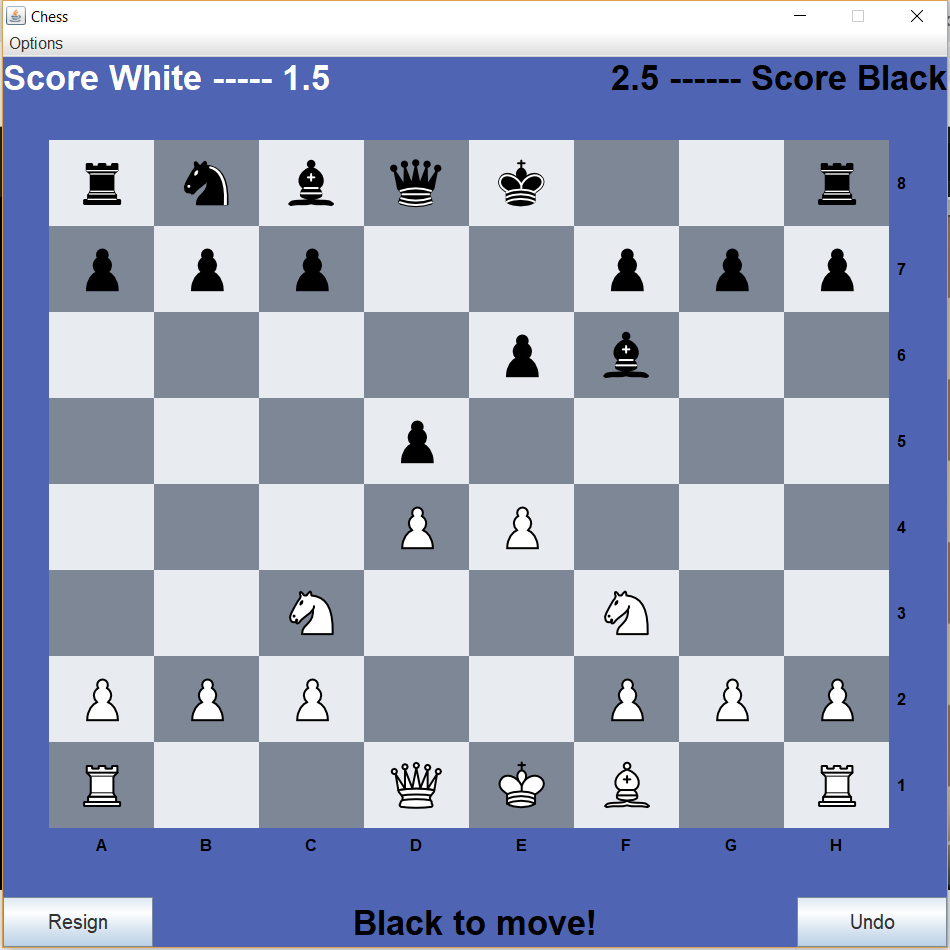 Chess
Options
Score White ----- 1.5
2.5 ------ Score Black
8
7
6
5
4
3
2
1
A B C D E F G H
Resign
Black to move!
Undo